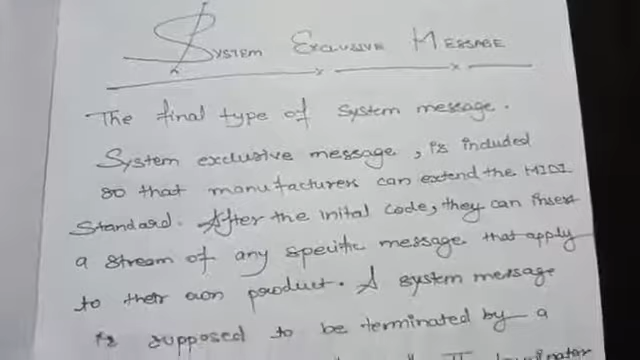 System Exclusive Message
The final type of system message.
System exclusive message, is included
so that manufacturers can extend the MIDI
Standard. After the inital code, they can insert
a stream of any specific message that apply
to their own product. A system message
is supposed to be terminated by a